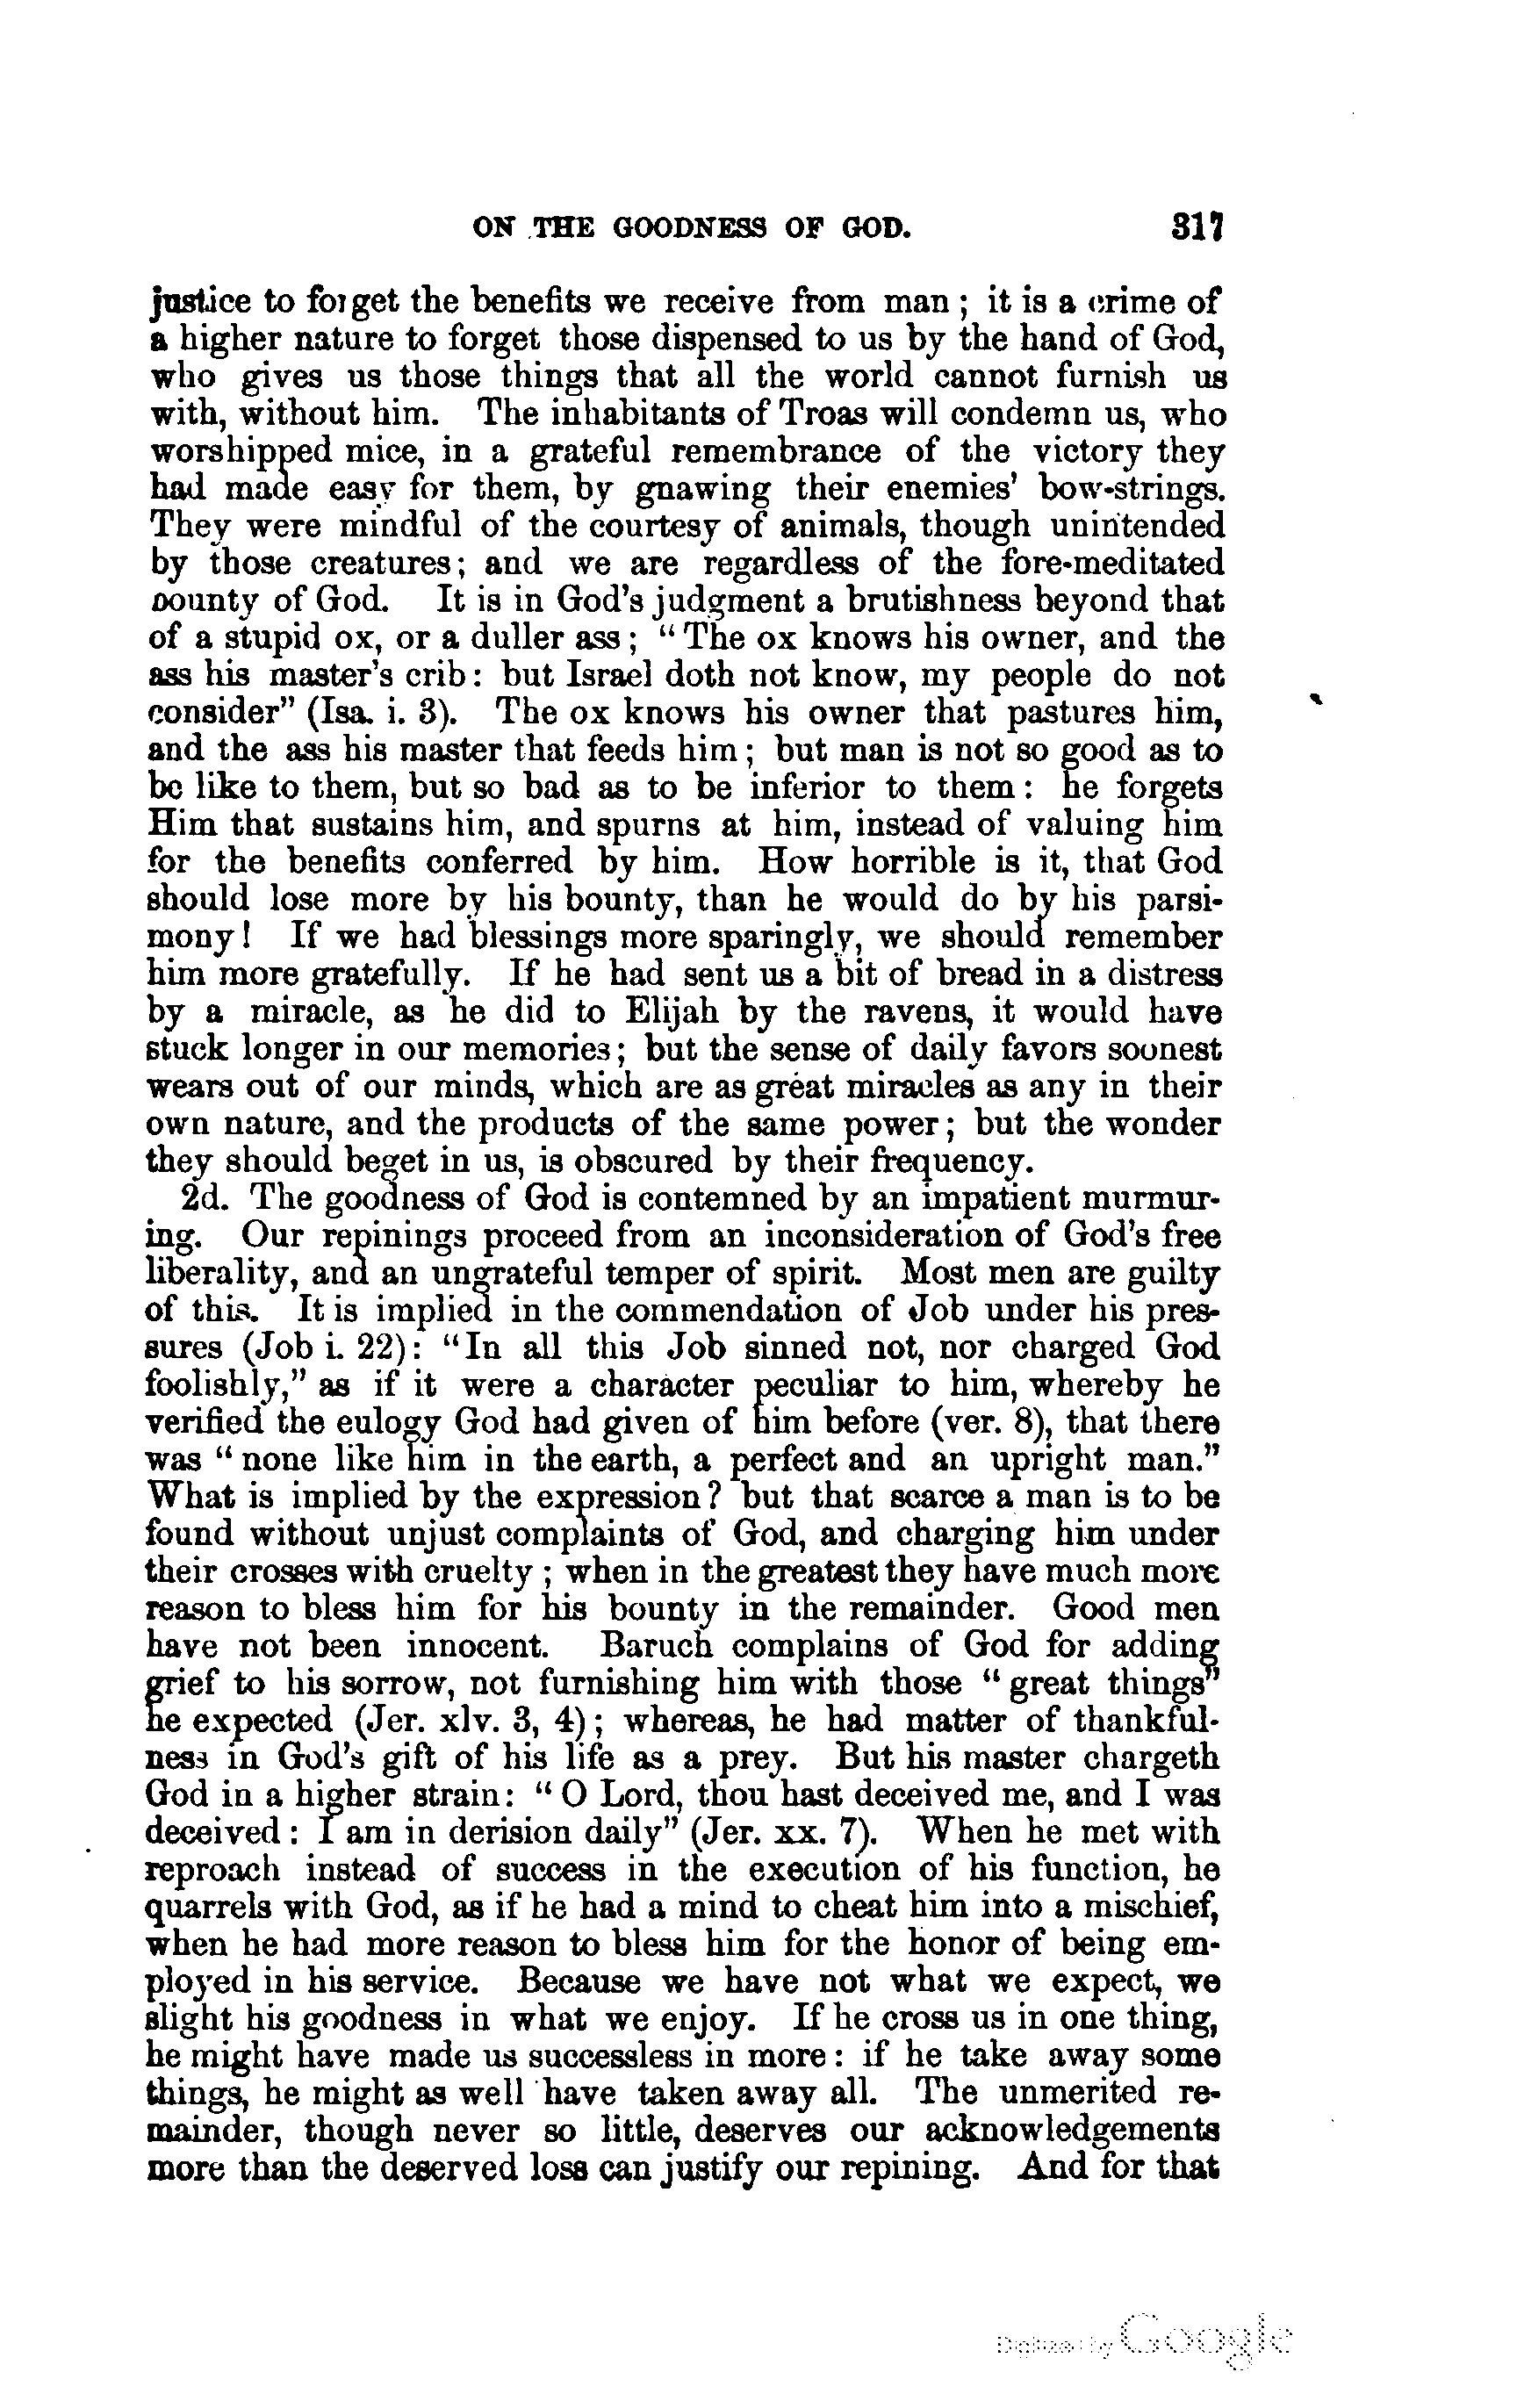 ON THE GOODNESS OF GOD. 317
justice to forget the benefits we receive from man ; it is a crime of
a higher nature to forget those dispensed to us by the hand of God,
who gives us those things that all the world cannot furnish us
with, without him. The inhabitants of Troas will condemn us, who
worshipped mice, in a grateful remembrance of the victory they
had made easy for them, by gnawing their enemies' bow-strings.
They were mindful of the courtesy of animals, though unintended
by those creatures; and we are regardless of the fore-meditated
bounty of God. It is in God's judgment a brutishness beyond that
of a stupid ox, or a duller ass ; “ The ox knows his owner, and the
ass his master's crib : but Israel doth not know, my people do not
consider” (Isa. i. 3). The ox knows his owner that pastures him,
and the ass his master that feeds him ; but man is not so good as to
be like to them, but so bad as to be inferior to them : he forgets
Him that sustains him, and spurns at him, instead of valuing him
for the benefits conferred by him. How horrible is it, that God
should lose more by his bounty, than he would do by his parsi-
mony! If we had blessings more sparingly, we should remember
him more gratefully. If he had sent us a bit of bread in a distress
by a miracle, as he did to Elijah by the ravens, it would have
stuck longer in our memories ; but the sense of daily favors soonest
wears out of our minds, which are as great miracles as any in their
own nature, and the products of the same power ; but the wonder
they should beget in us, is obscured by their frequency.
2d. The goodness of God is contemned by an impatient murmur-
ing. Our repinings proceed from an inconsideration of God's free
liberality, and an ungrateful temper of spirit. Most men are guilty
of this. It is implied in the commendation of Job under his pres-
sures (Job i. 22): “In all this Job sinned not, nor charged God
foolishly,” as if it were a character peculiar to him, whereby he
verified the eulogy God had given of him before (ver. 8), that there
was “ none like him in the earth, a perfect and an upright man.”
What is implied by the expression? but that scarce a man is to be
found without unjust complaints of God, and charging him under
their crosses with cruelty ; when in the greatest they have much more
reason to bless him for his bounty in the remainder. Good men
have not been innocent. Baruch complains of God for adding
grief to his sorrow, not furnishing him with those “ great things”
he expected (Jer. xlv. 3, 4) ; whereas, he had matter of thankful-
ness in God's gift of his life as a prey. But his master chargeth
God in a higher strain: “ O Lord, thou hast deceived me, and I was
deceived : I am in derision daily” (Jer. xx. 7). When he met with
reproach instead of success in the execution of his function, he
quarrels with God, as if he had a mind to cheat him into a mischief,
when he had more reason to bless him for the honor of being em-
ployed in his service. Because we have not what we expect, we
slight his goodness in what we enjoy. If he cross us in one thing,
he might have made us successless in more : if he take away some
things, he might as well have taken away all. The unmerited re-
mainder, though never so little, deserves our acknowledgements
more than the deserved loss can justify our repining. And for that
Digitized by Google